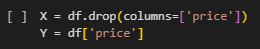 [ ] X = df.drop(columns=['price'])
Y = df['price']